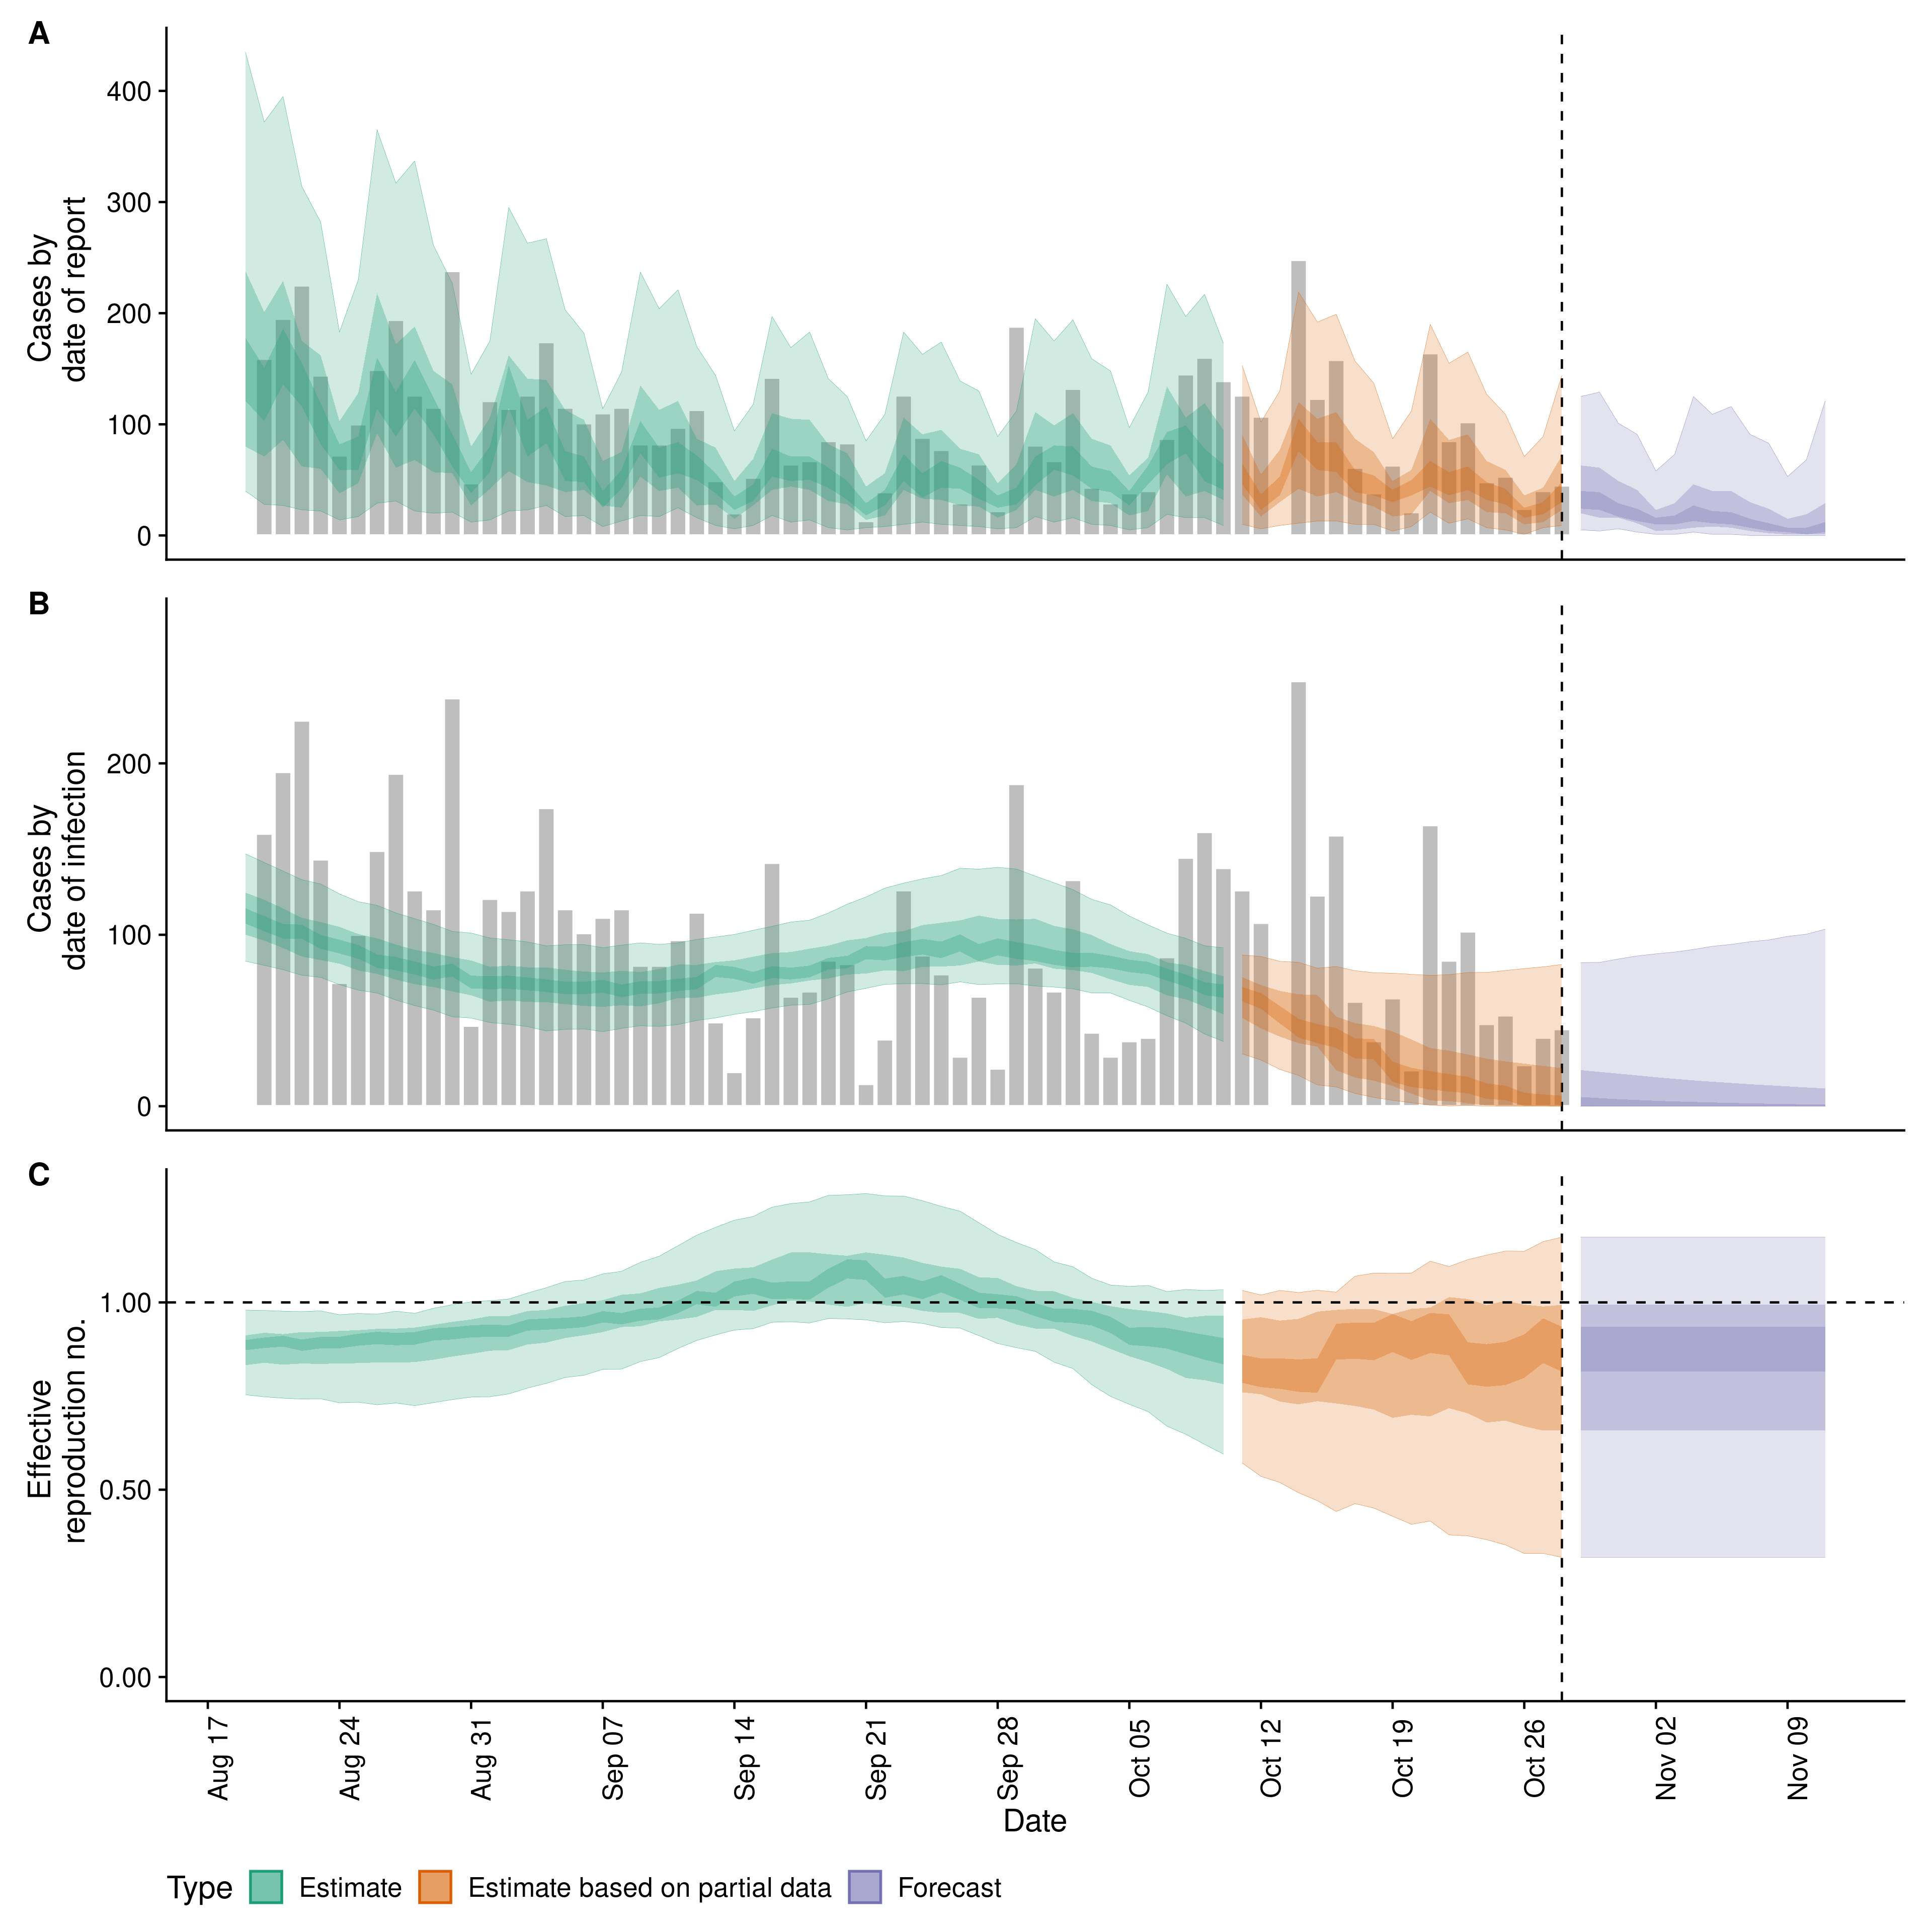 A
Cases by
date of report
400
300
200
100
0
B
Cases by
date of infection
200
100
0
C
Effective
reproduction no.
1.00
0.50
0.00
Aug 17
Aug 24
Aug 31
Sep 07
Sep 14
Sep 21
Sep 28
Oct 05
Oct 12
Oct 19
Oct 26
Nov 02
Nov 09
Date
Type Estimate Estimate based on partial data Forecast